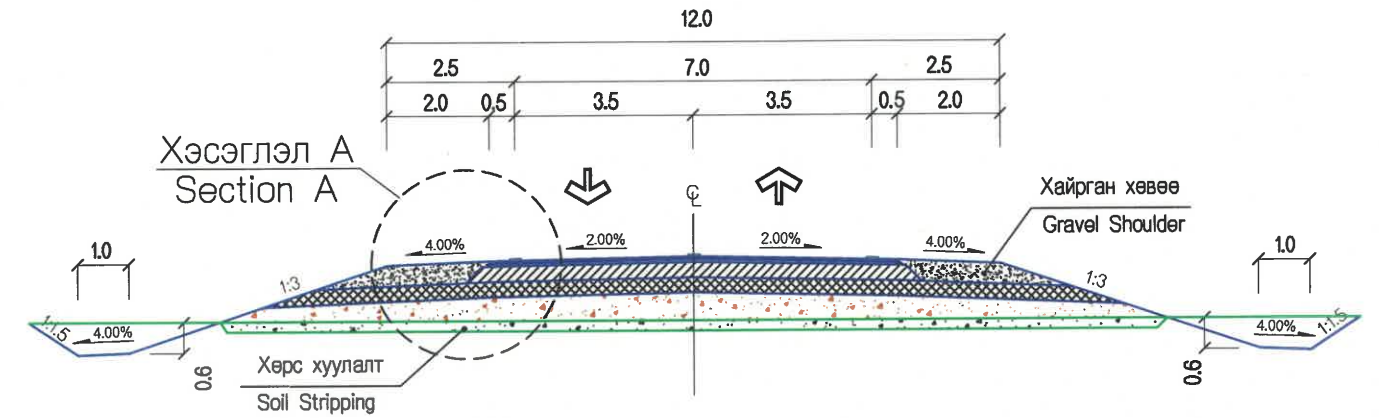 12.0
2.5 7.0 2.5
2.0 0.5 3.5 3.5 0.5 2.0
Хэсэглэл А
Section A
℄
Хайрган хөвөө
Gravel Shoulder
1.0 4.00% 2.00% 2.00% 4.00% 1.0
1:3 1:3
1:1.5 4.00% 4.00% 1:1.5
0.6 0.6
Хөрс хуулалт
Soil Stripping